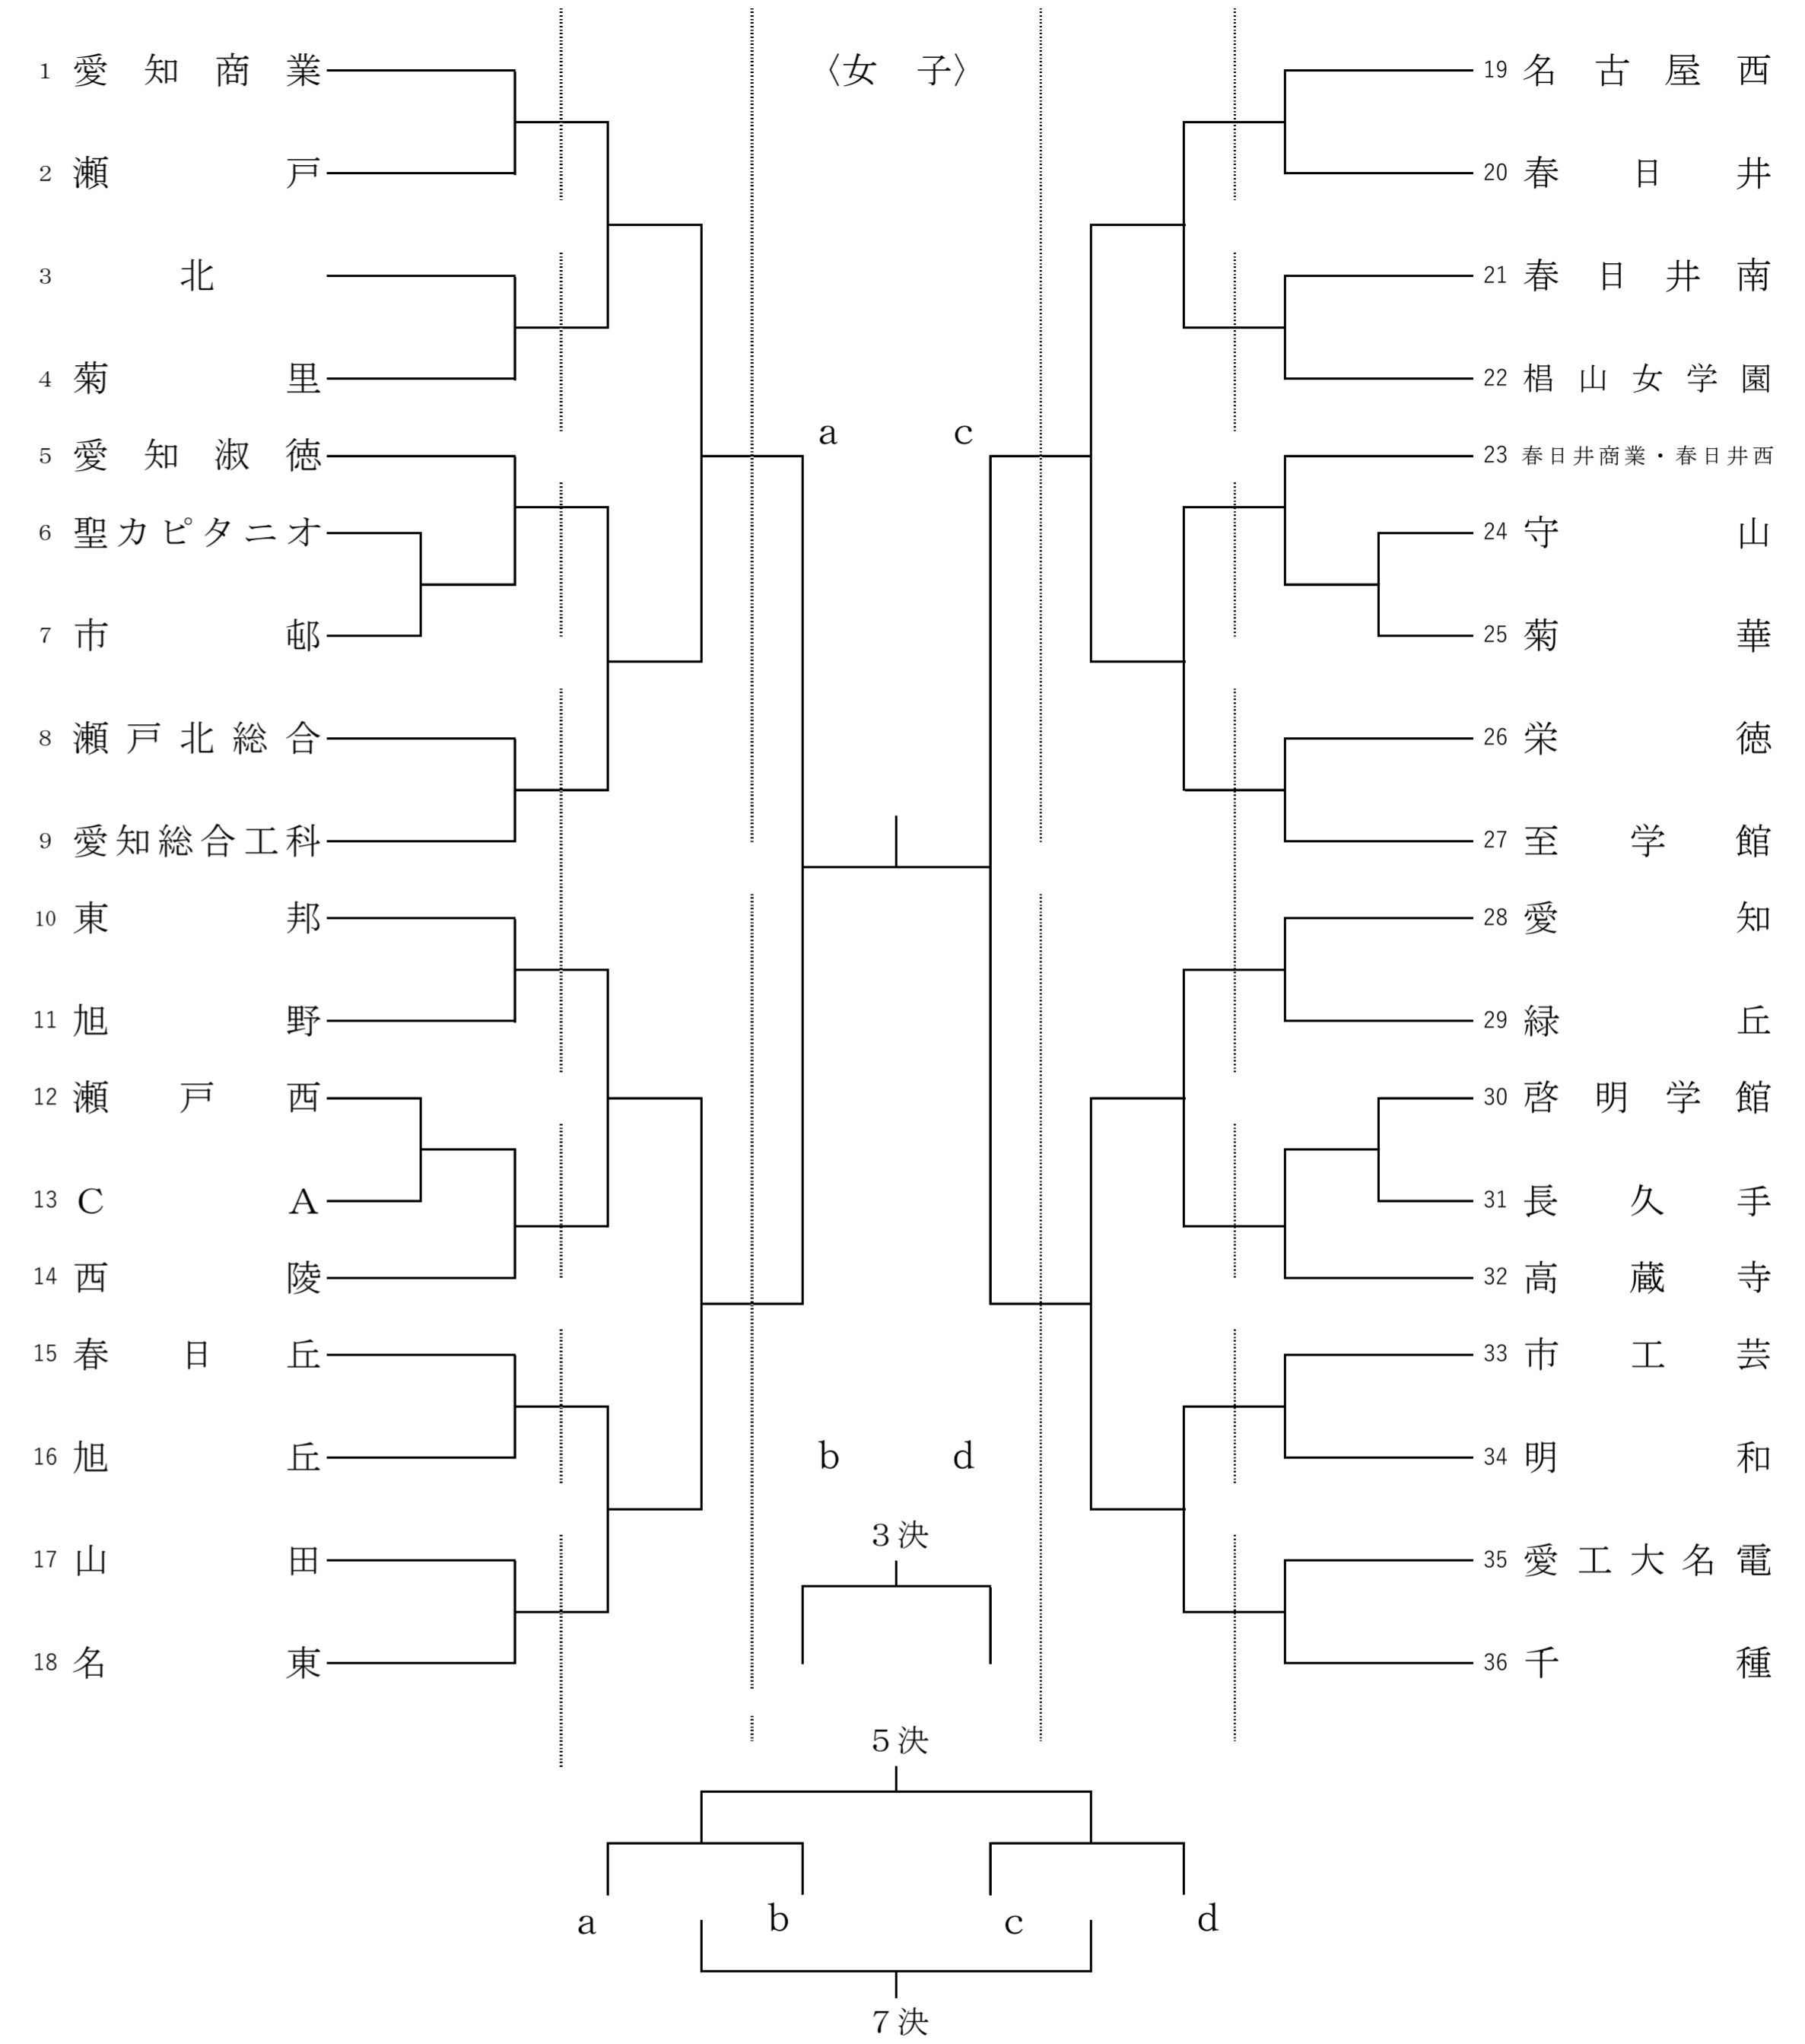 〈女子〉
1 愛知商業
2 瀬戸
3 北
4 菊里
5 愛知淑徳
6 聖カピタニオ
7 市邨
8 瀬戸北総合
9 愛知総合工科
10 東邦
11 旭野
12 瀬戸西
13 CA
14 西陵
15 春日丘
16 旭丘
17 山田
18 名東
a
c
b
d
19 名古屋西
20 春日井
21 春日井南
22 椙山女学園
23 春日井商業・春日井西
24 守山
25 菊華
26 栄徳
27 至学館
28 愛知
29 緑丘
30 啓明学館
31 長久手
32 高蔵寺
33 市工芸
34 明和
35 愛工大名電
36 千種
3決
5決
a
b
c
d
7決